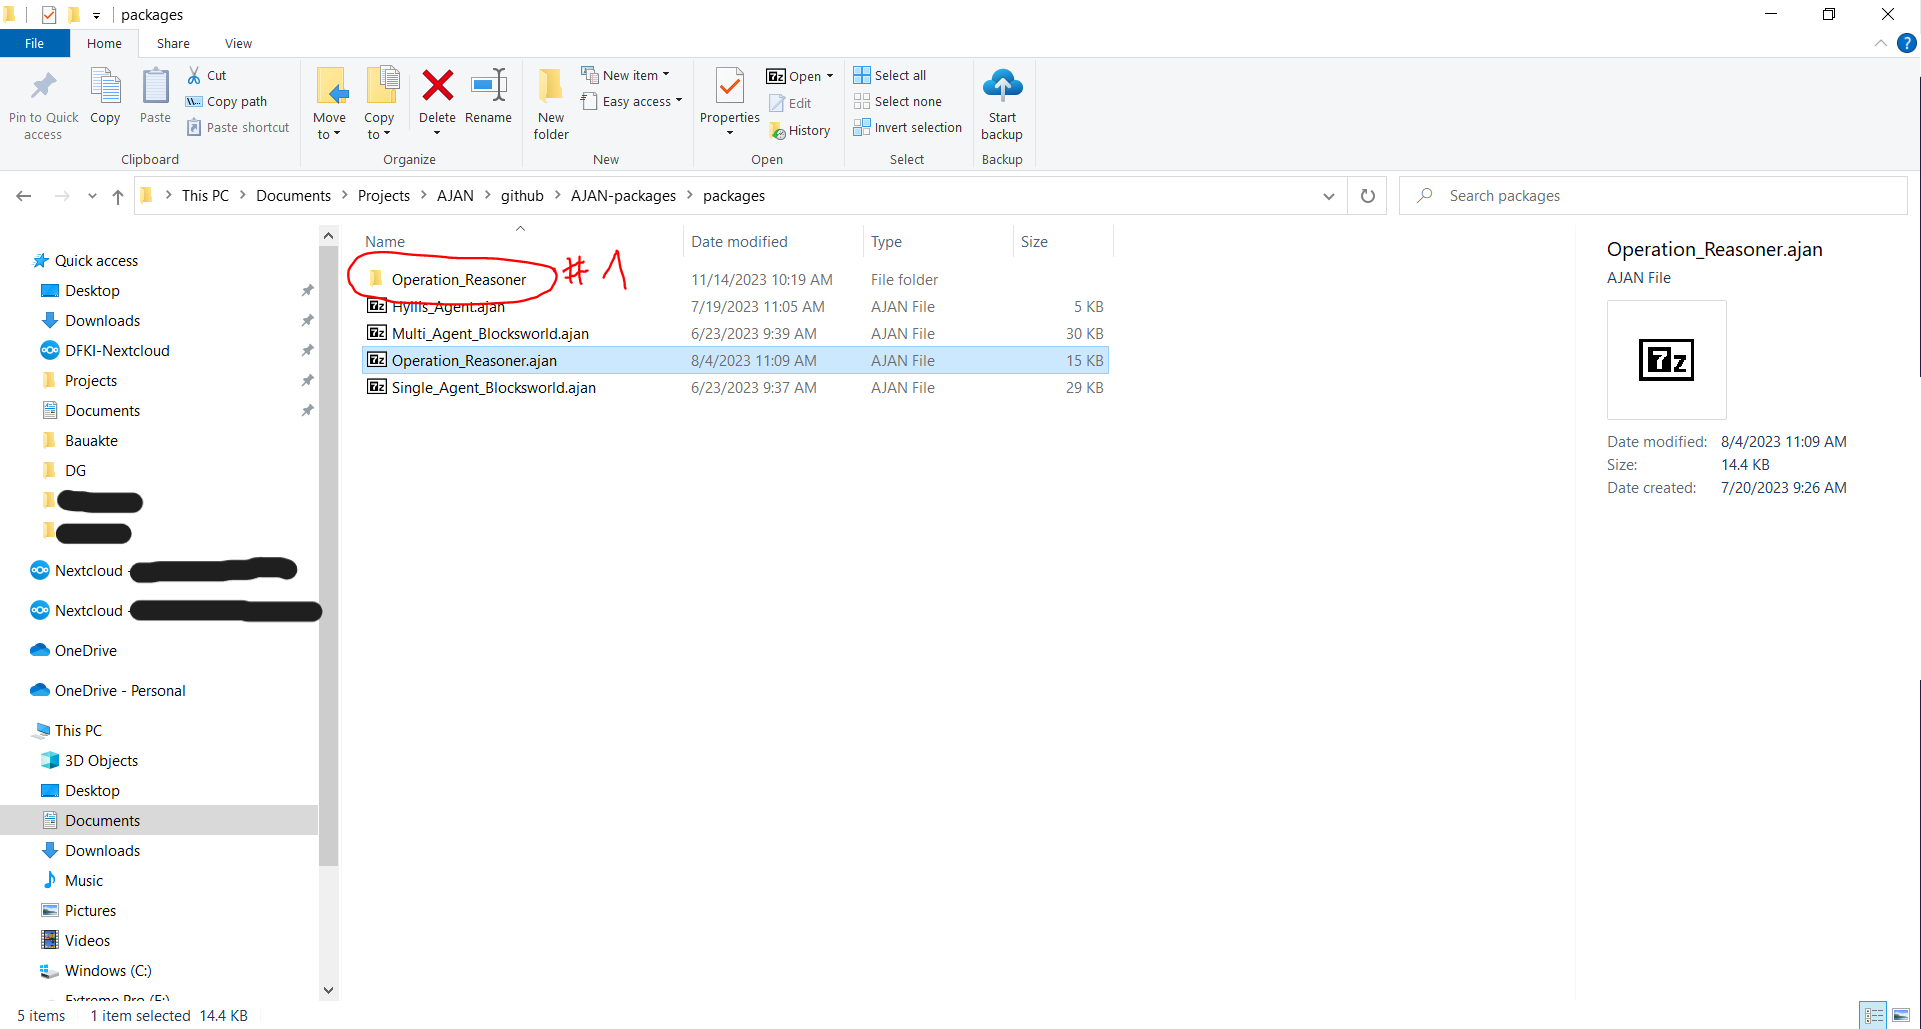 packages
File Home Share View
Pin to Quick access
Copy
Paste
Cut
Copy path
Paste shortcut
Clipboard
Move to
Copy to
Delete
Rename
Organize
New folder
New item
Easy access
New
Properties
Open
Edit
History
Open
Select all
Select none
Invert selection
Select
Start backup
Backup
This PC > Documents > Projects > AJAN > github > AJAN-packages > packages
Search packages
Quick access
Desktop
Downloads
DFKI-Nextcloud
Projects
Documents
Bauakte
DG
Nextcloud -
Nextcloud -
OneDrive
OneDrive - Personal
This PC
3D Objects
Desktop
Documents
Downloads
Music
Pictures
Videos
Windows (C:)
Extreme Pro (F:)
Name Date modified Type Size
Operation_Reasoner 11/14/2023 10:19 AM File folder
# 1
Hyllis_Agent.ajan 7/19/2023 11:05 AM AJAN File 5 KB
Multi_Agent_Blocksworld.ajan 6/23/2023 9:39 AM AJAN File 30 KB
Operation_Reasoner.ajan 8/4/2023 11:09 AM AJAN File 15 KB
Single_Agent_Blocksworld.ajan 6/23/2023 9:37 AM AJAN File 29 KB
Operation_Reasoner.ajan
AJAN File
7z
Date modified: 8/4/2023 11:09 AM
Size: 14.4 KB
Date created: 7/20/2023 9:26 AM
5 items 1 item selected 14.4 KB